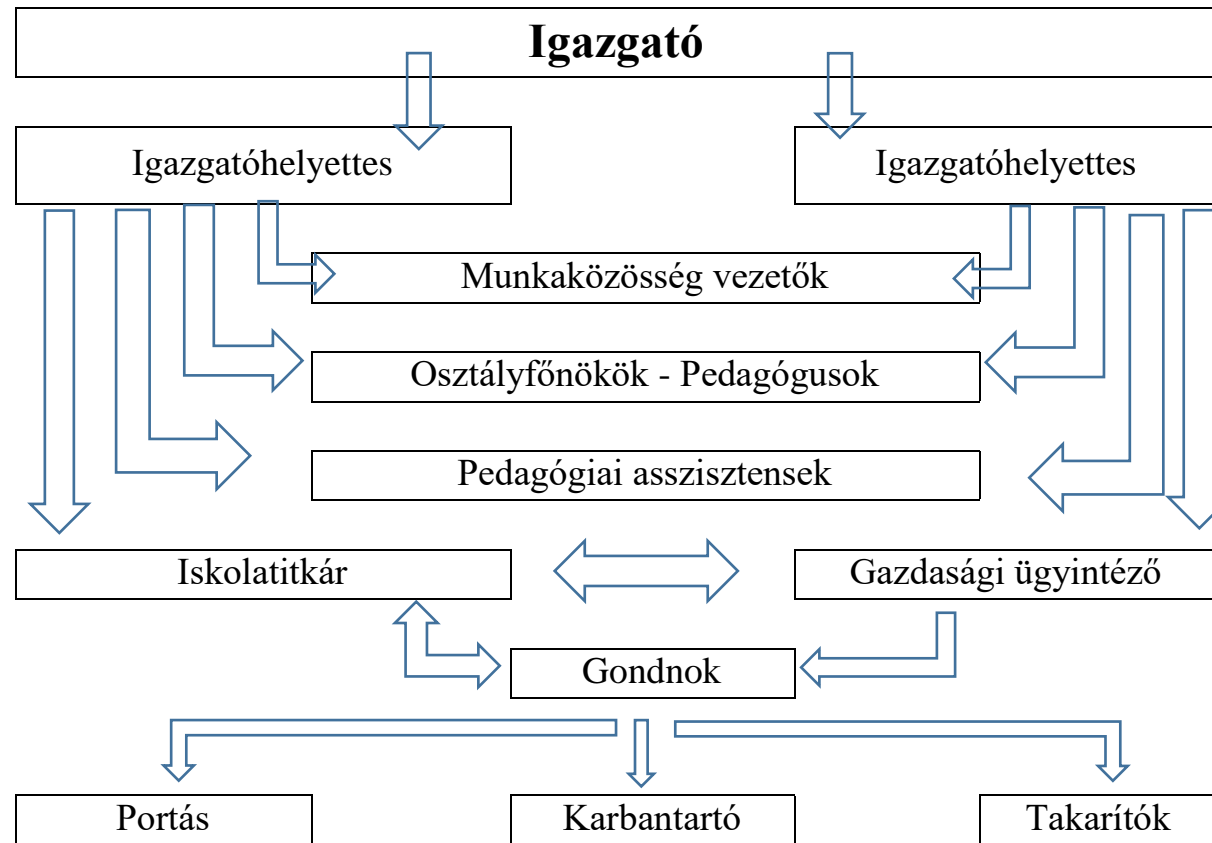 Igazgató
Igazgatóhelyettes
Igazgatóhelyettes
Munkaközösség vezetők
Osztályfőnökök - Pedagógusok
Pedagógiai asszisztensek
Iskolatitkár
Gazdasági ügyintéző
Gondnok
Portás
Karbantartó
Takarítók